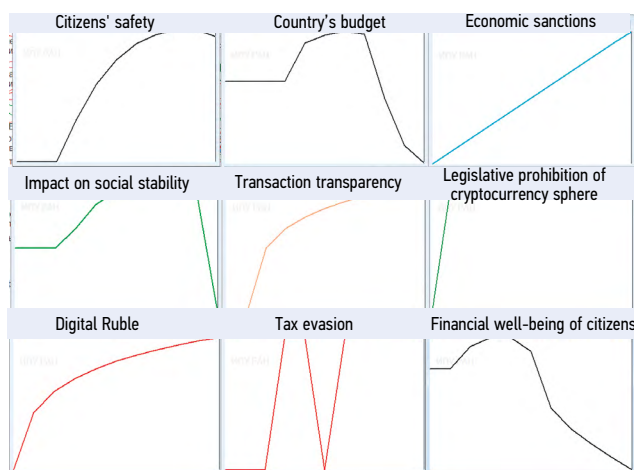 Citizens' safety
Country's budget
Economic sanctions
Impact on social stability
Transaction transparency
Legislative prohibition of
cryptocurrency sphere
Digital Ruble
Tax evasion
Financial well-being of citizens